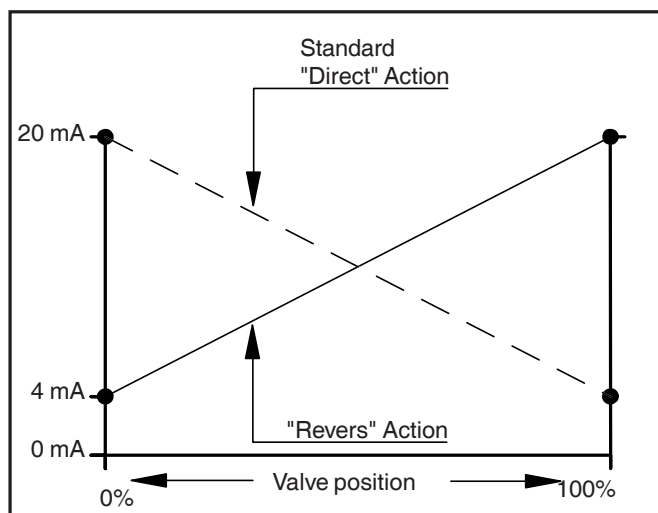 Standard
"Direct" Action
20 mA
4 mA
"Revers" Action
0 mA
0%
Valve position
100%